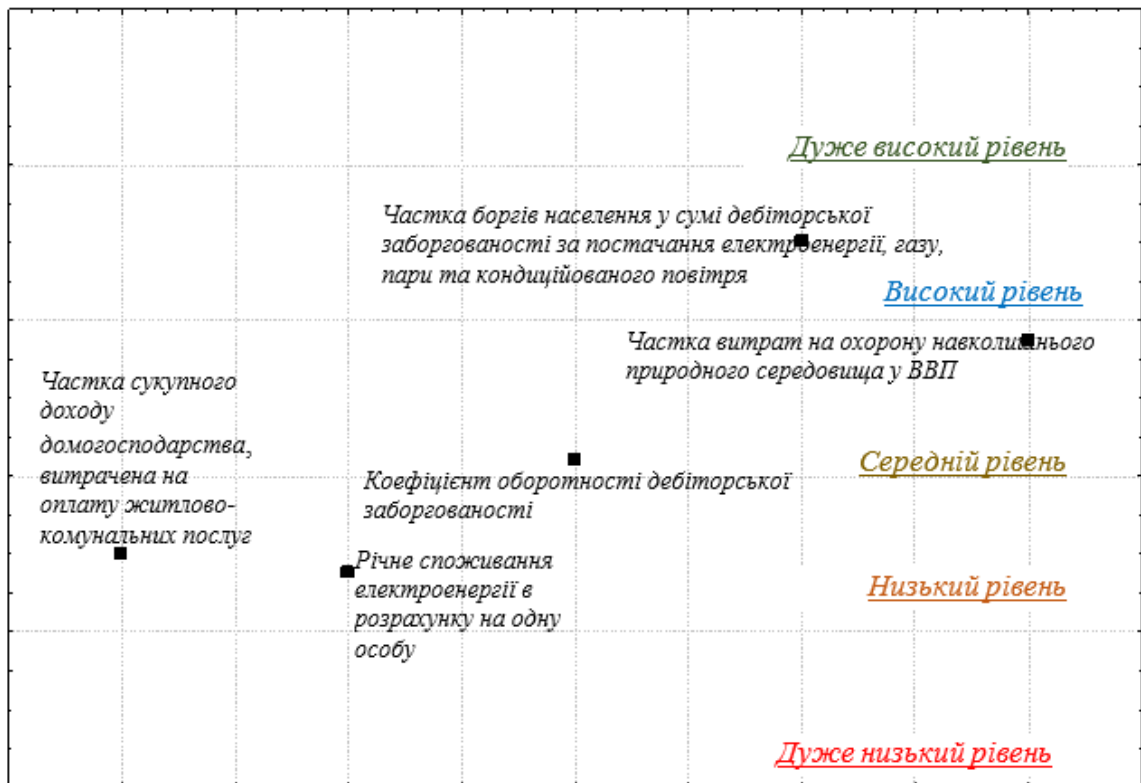 Дуже високий рівень
Частка боргів населення у сумі дебіторської
заборгованості за постачання електроенергії, газу,
пари та кондиційованого повітря
Високий рівень
Частка витрат на охорону навколишнього
природного середовища у ВВП
Частка сукупного
доходу
домогосподарства,
витрачена на
оплату житлово-
комунальних послуг
Середній рівень
Коефіцієнт оборотності дебіторської
заборгованості
Річне споживання
електроенергії в
розрахунку на одну
особу
Низький рівень
Дуже низький рівень